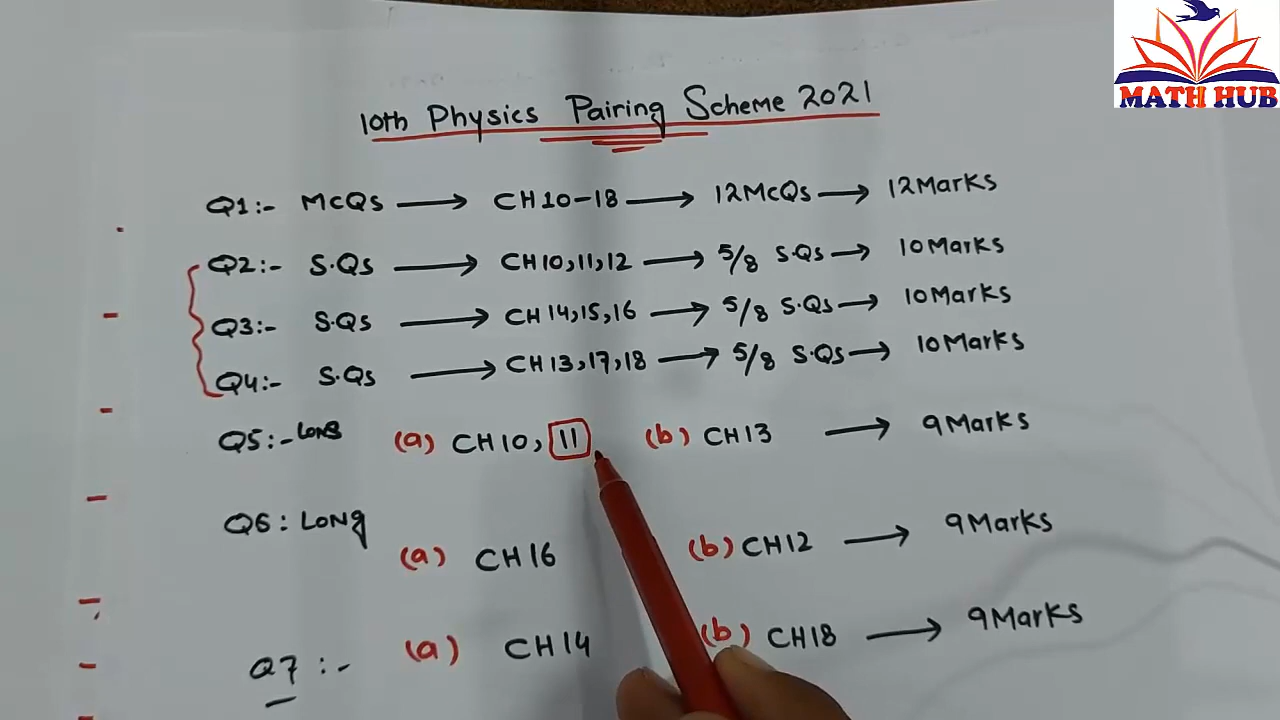 MATH HUB
10th Physics Pairing Scheme 2021
Q1:- McQs → CH10-18 → 12McQs → 12Marks
Q2:- S.Qs → CH10,11,12 → 5/8 S.Qs → 10Marks
Q3:- S.Qs → CH14,15,16 → 5/8 S.Qs → 10Marks
Q4:- S.Qs → CH13,17,18 → 5/8 S.Qs → 10Marks
Q5:- LONG (a) CH10, 11 (b) CH13 → 9Marks
Q6: LONG (a) CH16 (b) CH12 → 9Marks
Q7:- (a) CH14 (b) CH18 → 9Marks